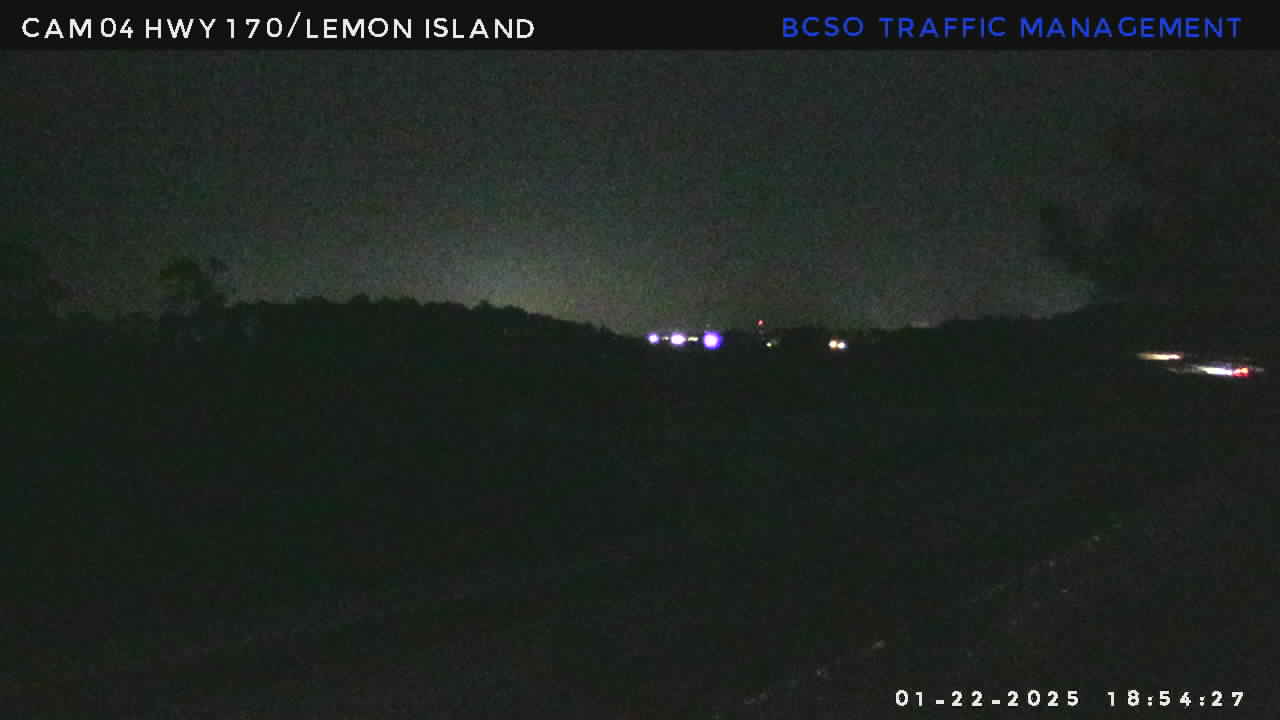 CAM04 HWY 170/LEMON ISLAND
BCSO TRAFFIC MANAGEMENT
01-22-2025 18:54:27